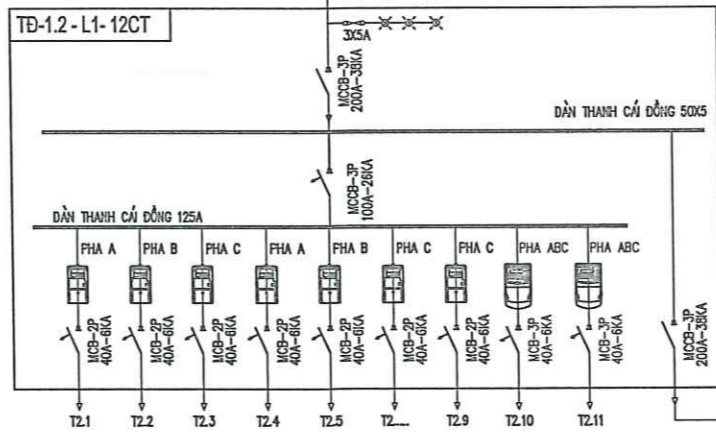 TĐ-1.2 - L1- 12CT
3X5A
MCCB-3P
200A-38KA
DÀN THANH CÁI ĐỒNG 50X5
MCCB-3P
100A-26KA
DÀN THANH CÁI ĐỒNG 125A
PHA A
PHA B
PHA C
PHA A
PHA B
PHA C
PHA C
PHA ABC
PHA ABC
MCB-2P
40A-6KA
MCB-2P
40A-6KA
MCB-2P
40A-6KA
MCB-2P
40A-6KA
MCB-2P
40A-6KA
MCB-2P
40A-6KA
MCB-2P
40A-6KA
MCB-3P
40A-6KA
MCB-3P
40A-6KA
MCCB-3P
200A-38KA
T2.1
T2.2
T2.3
T2.4
T2.5
T2.....
T2.9
T2.10
T2.11